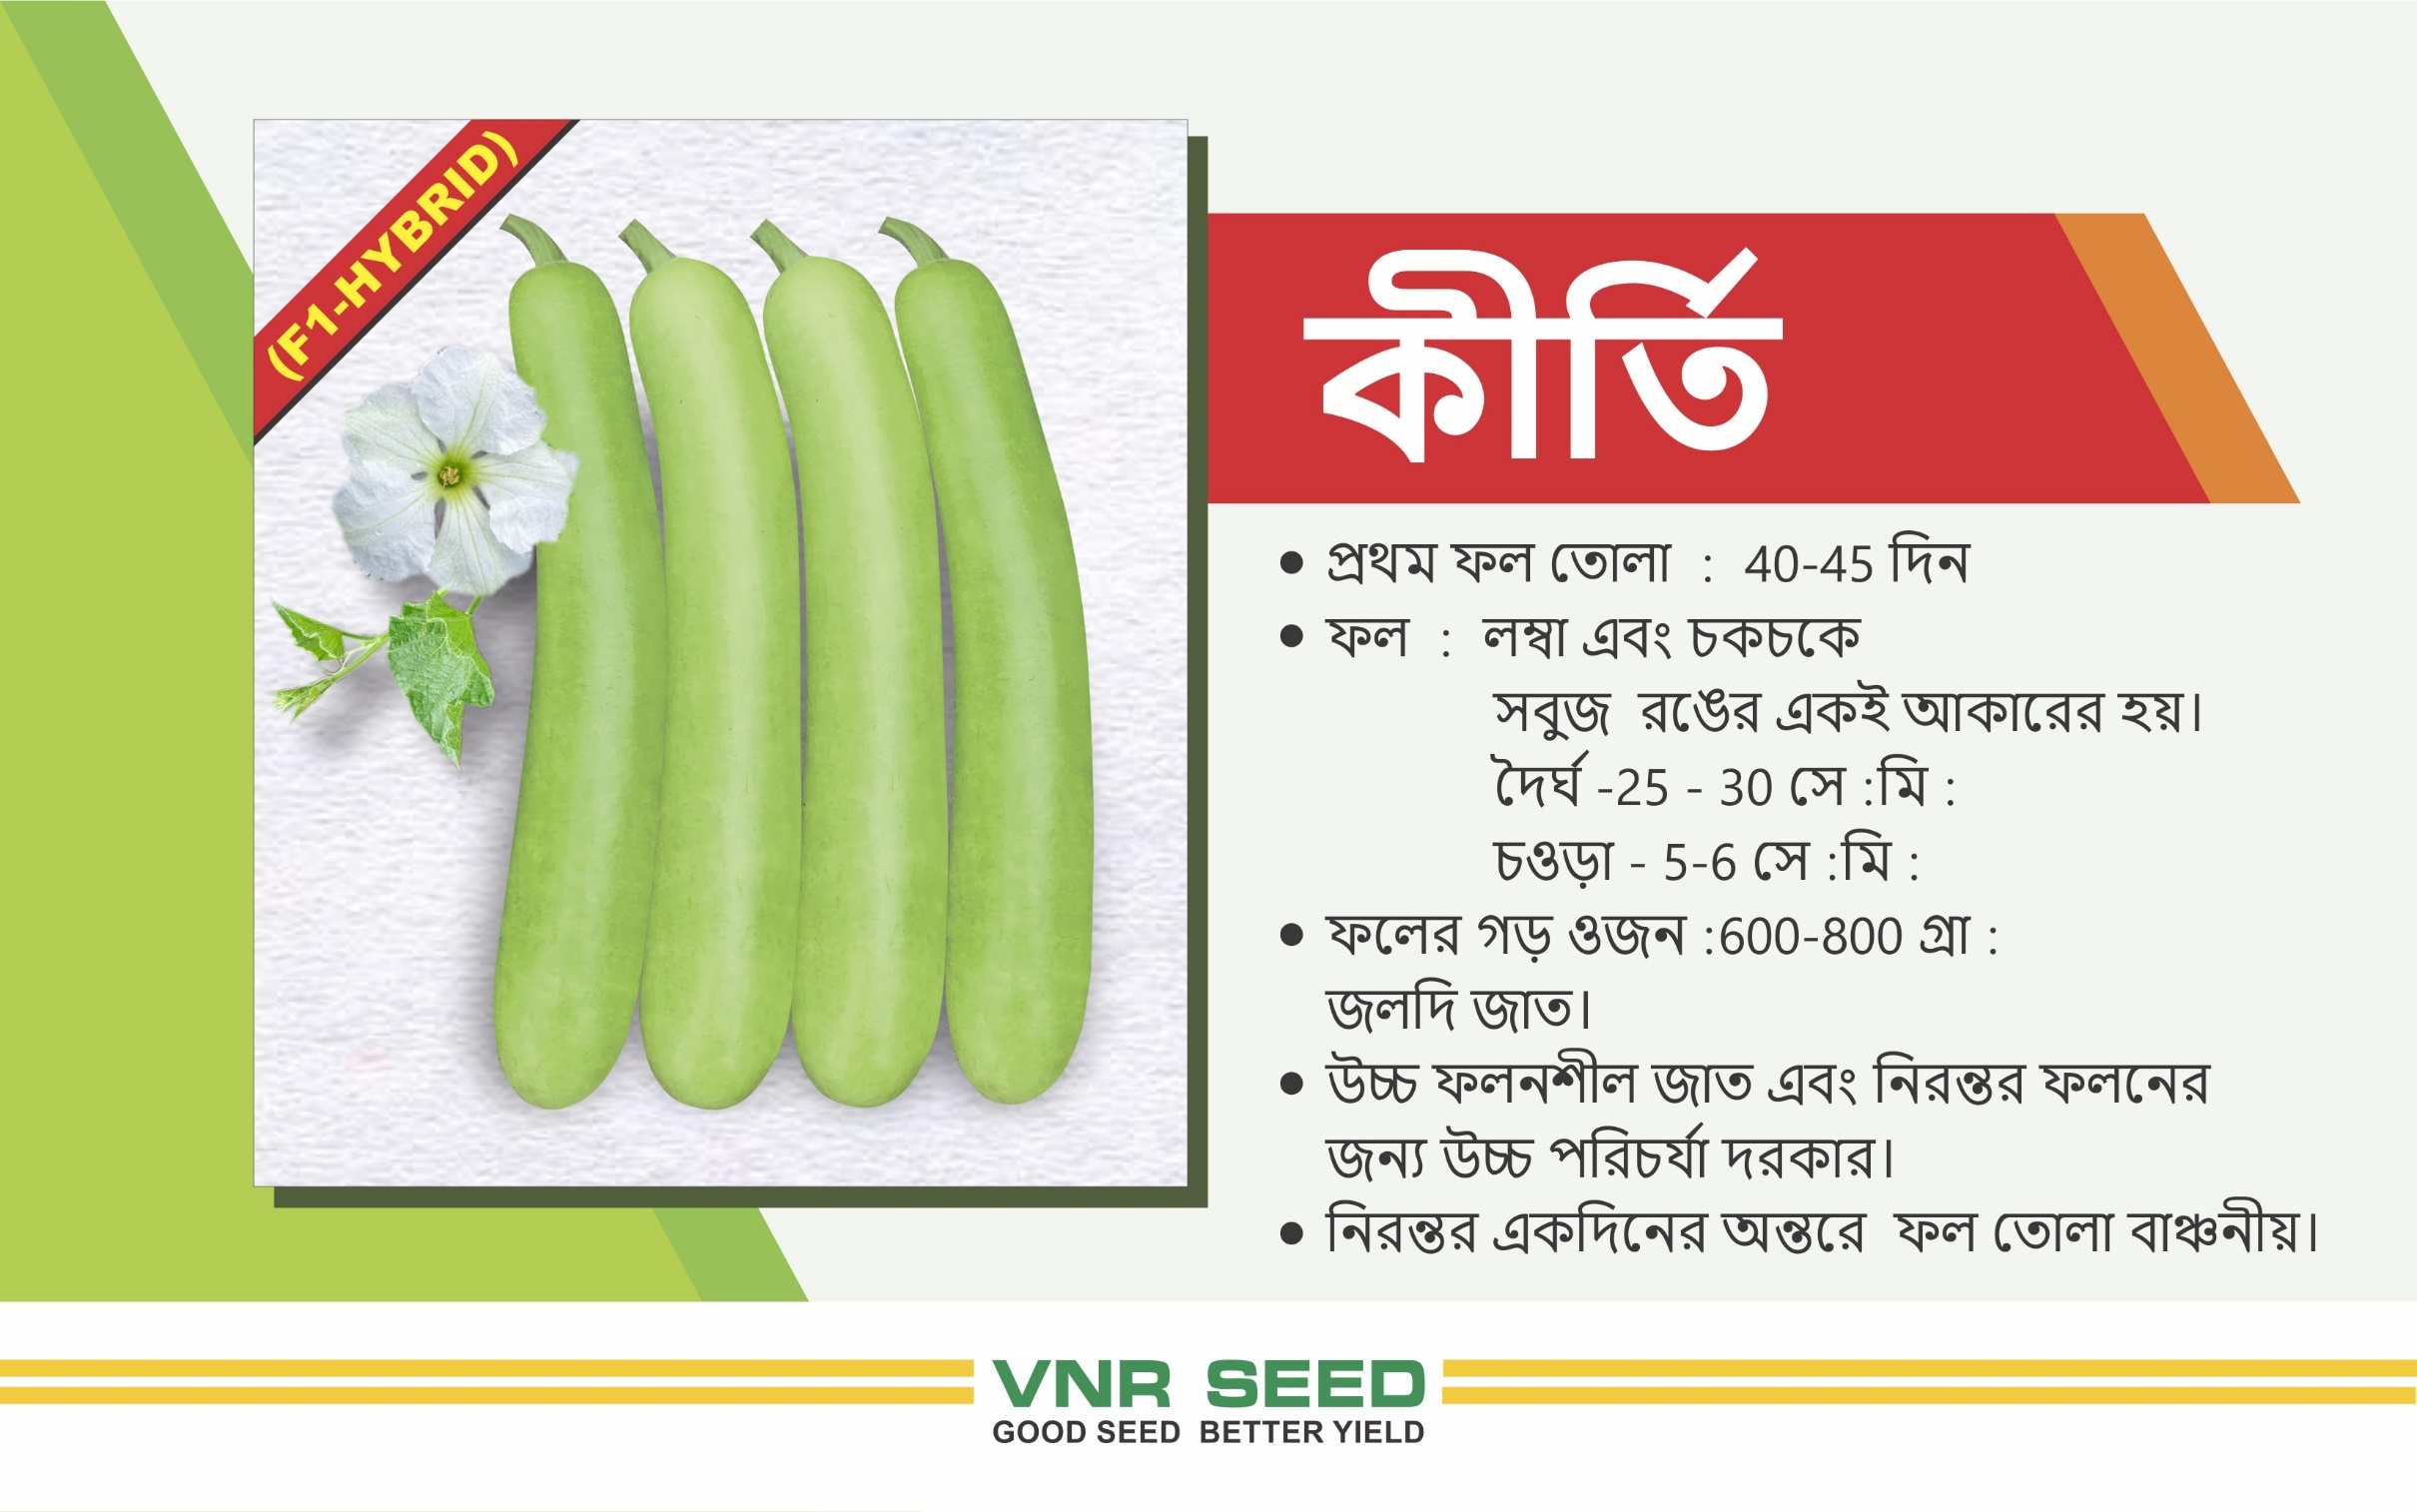 (F1-HYBRID)
কীর্তি
• প্রথম ফল তোলা : 40-45 দিন
• ফল : লম্বা এবং চকচকে
সবুজ রঙের একই আকারের হয়।
দৈর্ঘ -25 - 30 সে :মি :
চওড়া - 5-6 সে :মি :
• ফলের গড় ওজন :600-800 গ্রা :
জলদি জাত।
• উচ্চ ফলনশীল জাত এবং নিরন্তর ফলনের
জন্য উচ্চ পরিচর্যা দরকার।
• নিরন্তর একদিনের অন্তরে ফল তোলা বাঞ্চনীয়।
VNR SEED
GOOD SEED BETTER YIELD